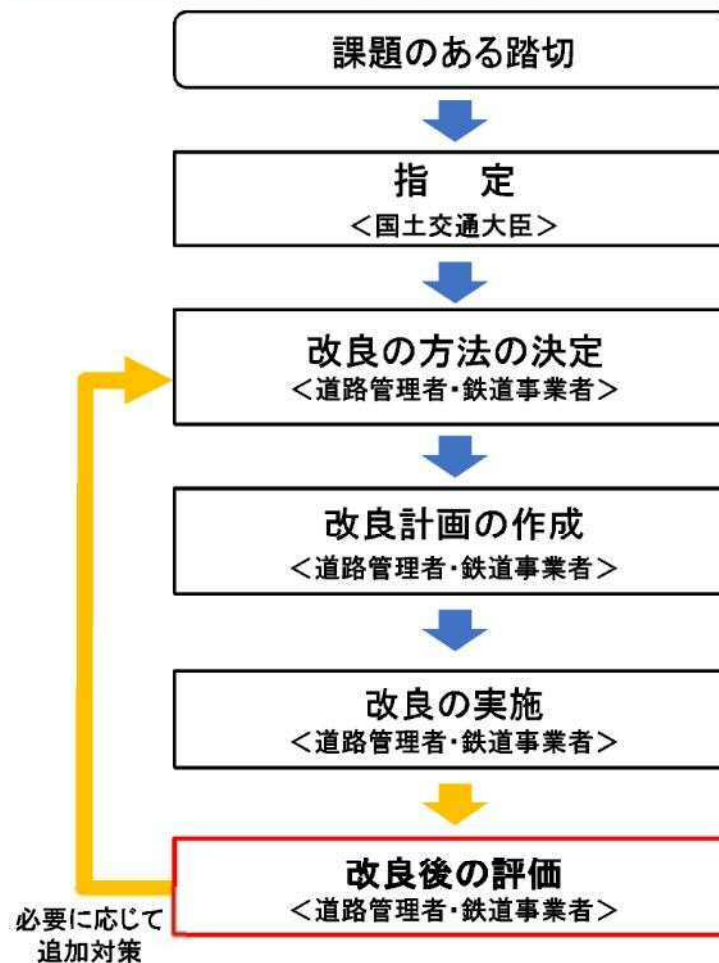 課題のある踏切
指 定
<国土交通大臣>
改良の方法の決定
<道路管理者・鉄道事業者>
改良計画の作成
<道路管理者・鉄道事業者>
改良の実施
<道路管理者・鉄道事業者>
改良後の評価
<道路管理者・鉄道事業者>
必要に応じて
追加対策